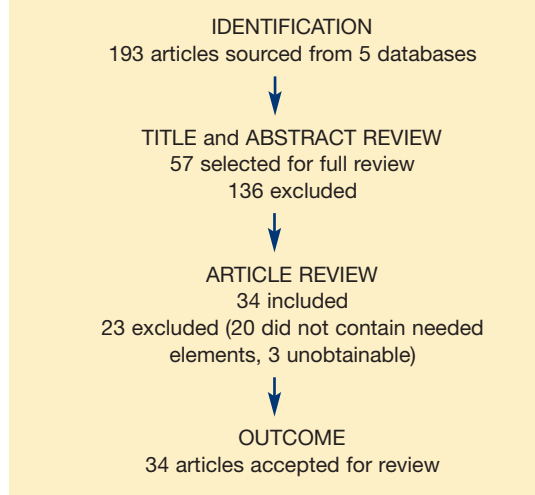 IDENTIFICATION
193 articles sourced from 5 databases
TITLE and ABSTRACT REVIEW
57 selected for full review
136 excluded
ARTICLE REVIEW
34 included
23 excluded (20 did not contain needed
elements, 3 unobtainable)
OUTCOME
34 articles accepted for review